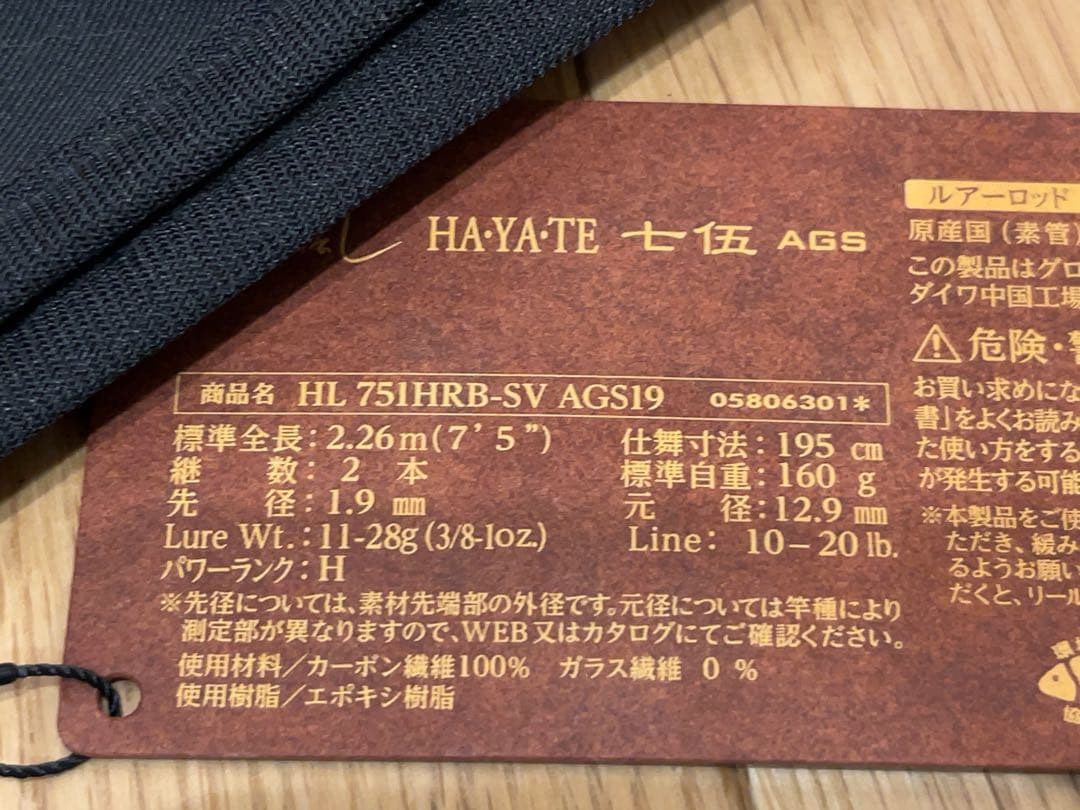 HA・YA・TE 七伍 AGS
商品名 HL 751HRB-SV AGS19 05806301*
標準全長：2.26m(7’5”) 仕舞寸法：195 cm
継 数：2 本 標準自重：160 g
先 径：1.9 mm 元 径：12.9 mm
Lure Wt.：11-28g(3/8-1oz.) Line： 10－20 lb.
パワーランク：H
※先径については、素材先端部の外径です。元径については竿種により
測定部が異なりますので、WEB又はカタログにてご確認ください。
使用材料／カーボン繊維100% ガラス繊維 0 %
使用樹脂／エポキシ樹脂
ルアーロッド
原産国（素管）
この製品はグロ
ダイワ中国工場
危険・
お買い求めにな
書」をよくお読み
た使い方をする
が発生する可能
※本製品をご使
ただき、緩み
るようお願い
だくと、リール